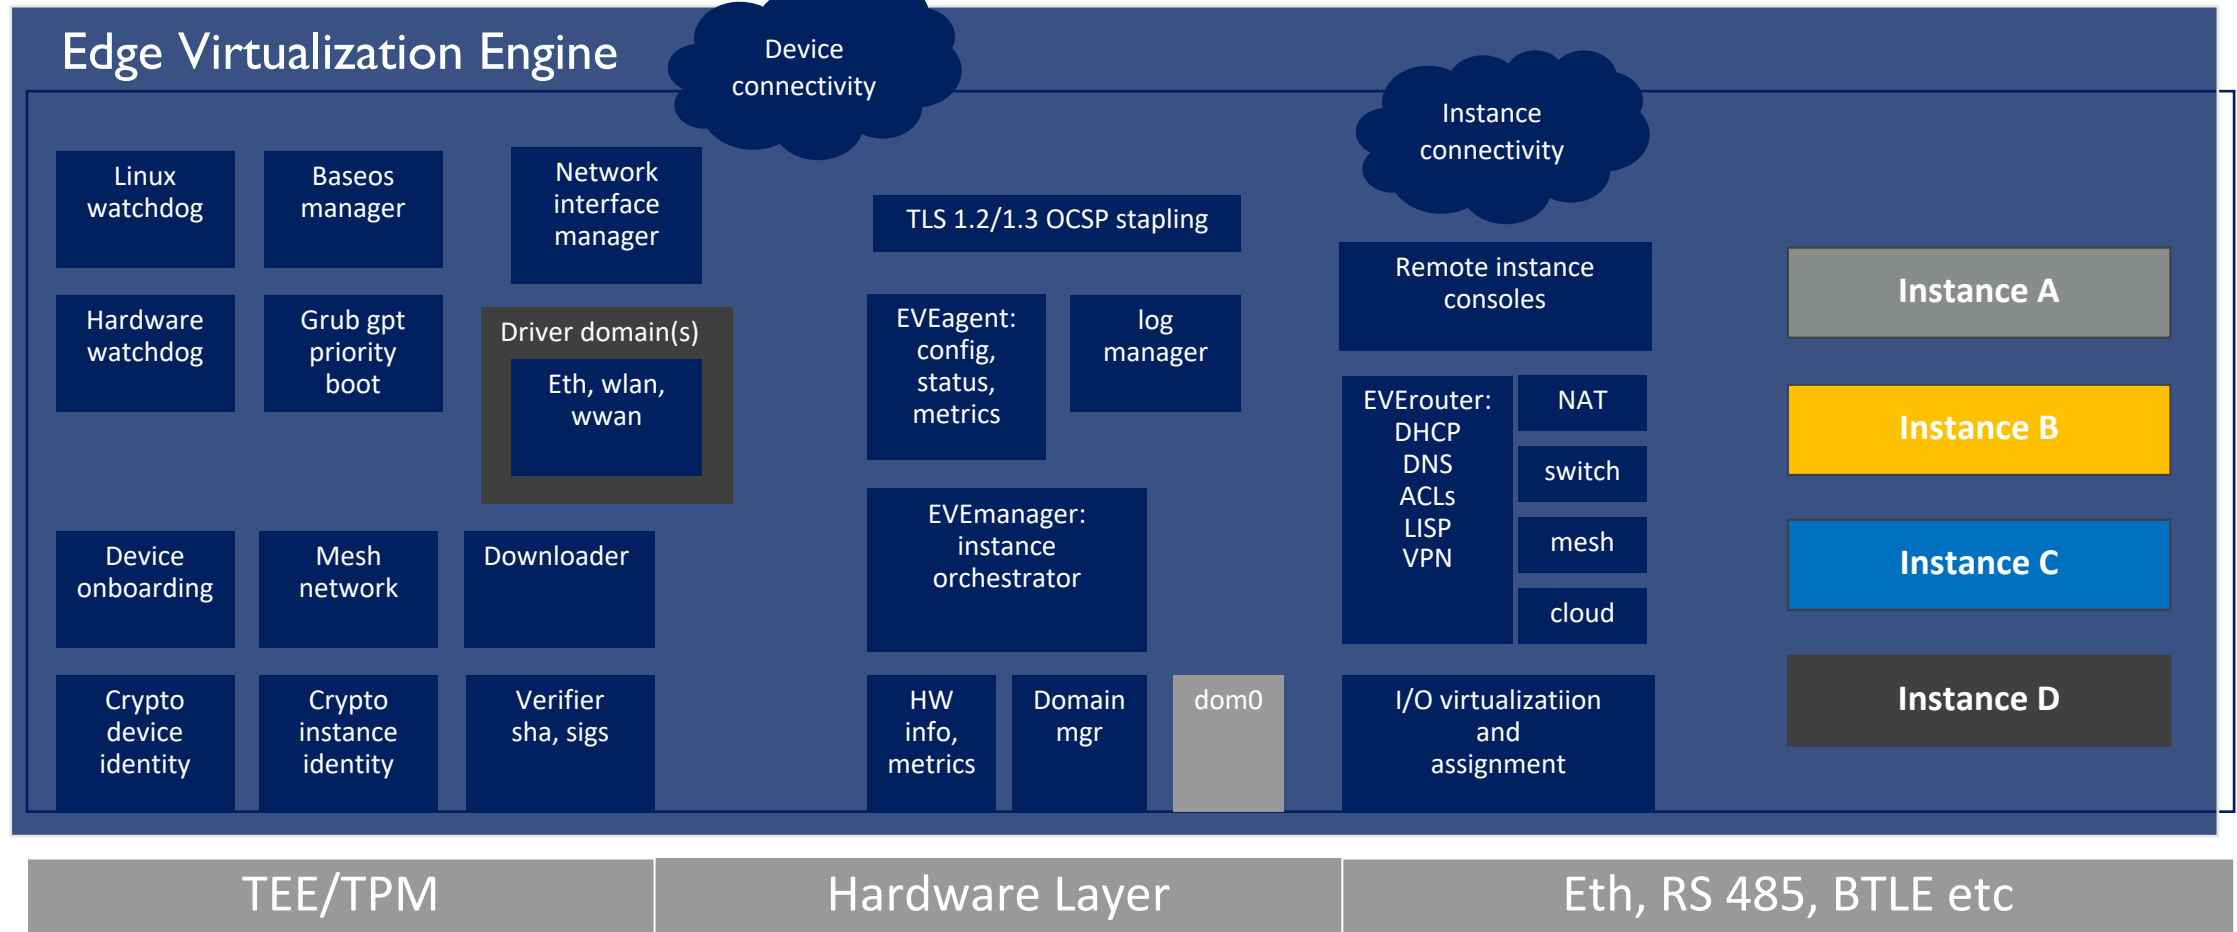 Edge Virtualization Engine
Device
connectivity
Instance
connectivity
Linux
watchdog
Baseos
manager
Network
interface
manager
TLS 1.2/1.3 OCSP stapling
Remote instance
consoles
Instance A
Hardware
watchdog
Grub gpt
priority
boot
Driver domain(s)
Eth, wlan,
wwan
EVEagent:
config,
status,
metrics
log
manager
EVErouter:
DHCP
DNS
ACLs
LISP
VPN
NAT
switch
mesh
cloud
Instance B
EVEmanager:
instance
orchestrator
Device
onboarding
Mesh
network
Downloader
Instance C
Crypto
device
identity
Crypto
instance
identity
Verifier
sha, sigs
HW
info,
metrics
Domain
mgr
dom0
I/O virtualizatiion
and
assignment
Instance D
TEE/TPM
Hardware Layer
Eth, RS 485, BTLE etc